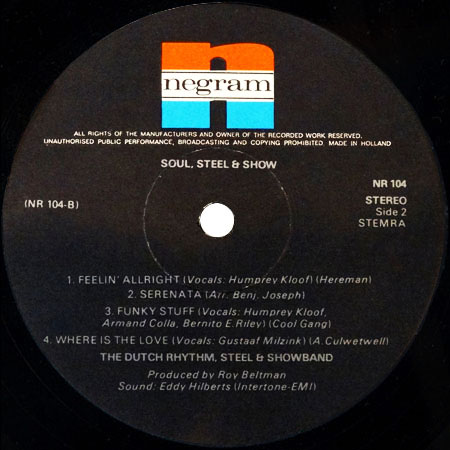 negram
ALL RIGHTS OF THE MANUFACTURERS AND OWNER OF THE RECORDED WORK RESERVED.
UNAUTHORISED PUBLIC PERFORMANCE, BROADCASTING AND COPYING PROHIBITED. MADE IN HOLLAND
SOUL, STEEL & SHOW
NR 104
(NR 104-B)
STEREO
Side 2
STEMRA
1. FEELIN' ALLRIGHT (Vocals: Humprey Kloof) (Hereman)
2. SERENATA (Arr. Benj. Joseph)
3. FUNKY STUFF (Vocals: Humprey Kloof,
Armand Colla, Bernito E. Riley) (Cool Gang)
4. WHERE IS THE LOVE (Vocals: Gustaaf Milzink) (A. Culwetwell)
THE DUTCH RHYTHM, STEEL & SHOWBAND
Produced by Roy Beltman
Sound: Eddy Hilberts (Intertone-EMI)